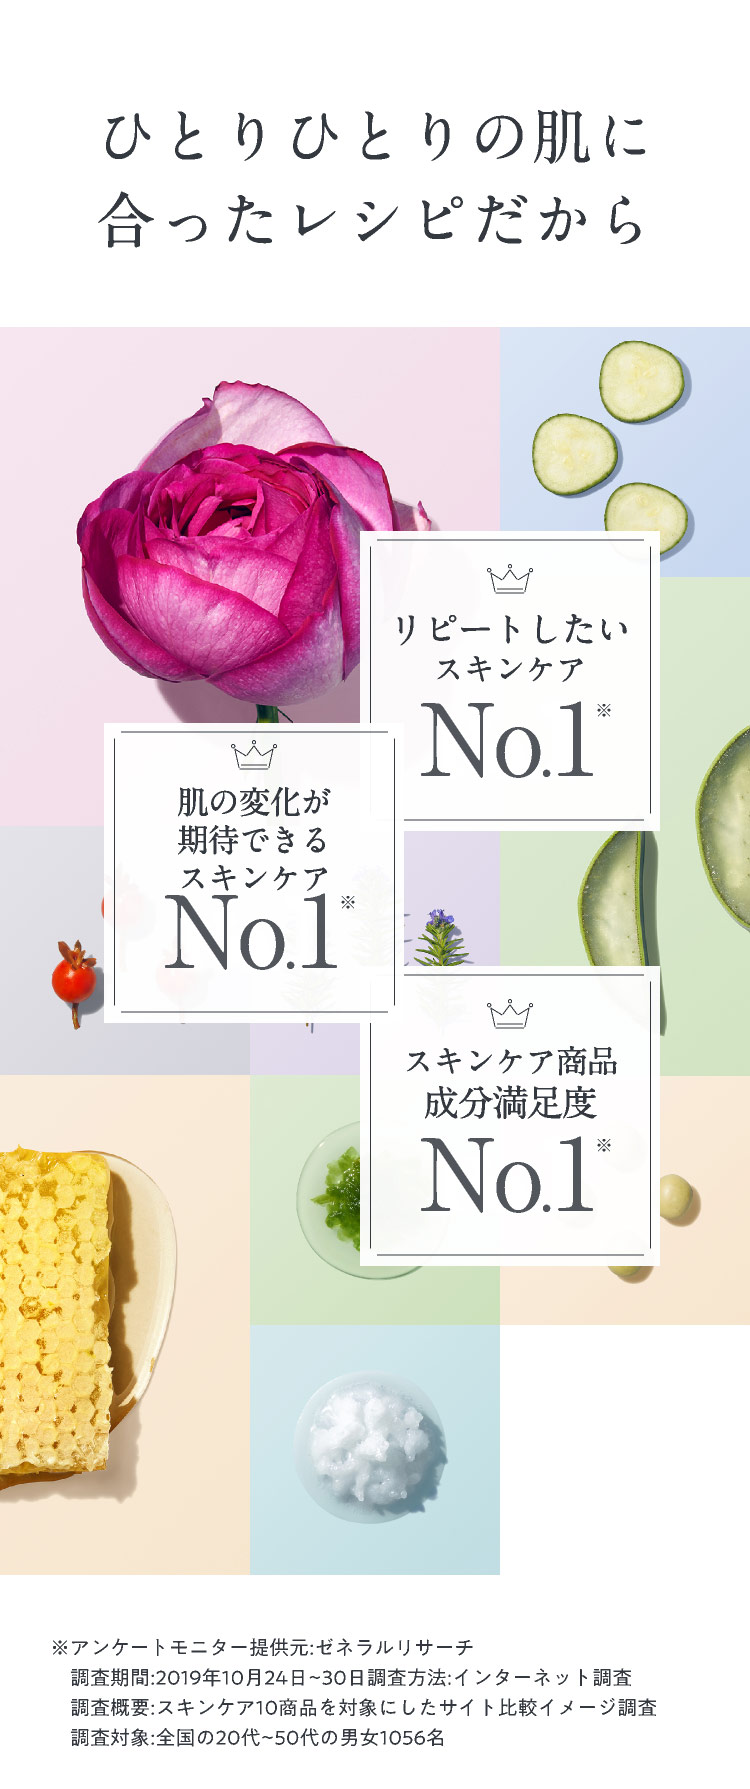 ひとりひとりの肌に
合ったレシピだから
リピートしたい
スキンケア
No.1※
肌の変化が
期待できる
スキンケア
No.1※
スキンケア商品
成分満足度
No.1※
※アンケートモニター提供元:ゼネラルリサーチ
調査期間:2019年10月24日~30日調査方法:インターネット調査
調査概要:スキンケア10商品を対象にしたサイト比較イメージ調査
調査対象:全国の20代~50代の男女1056名